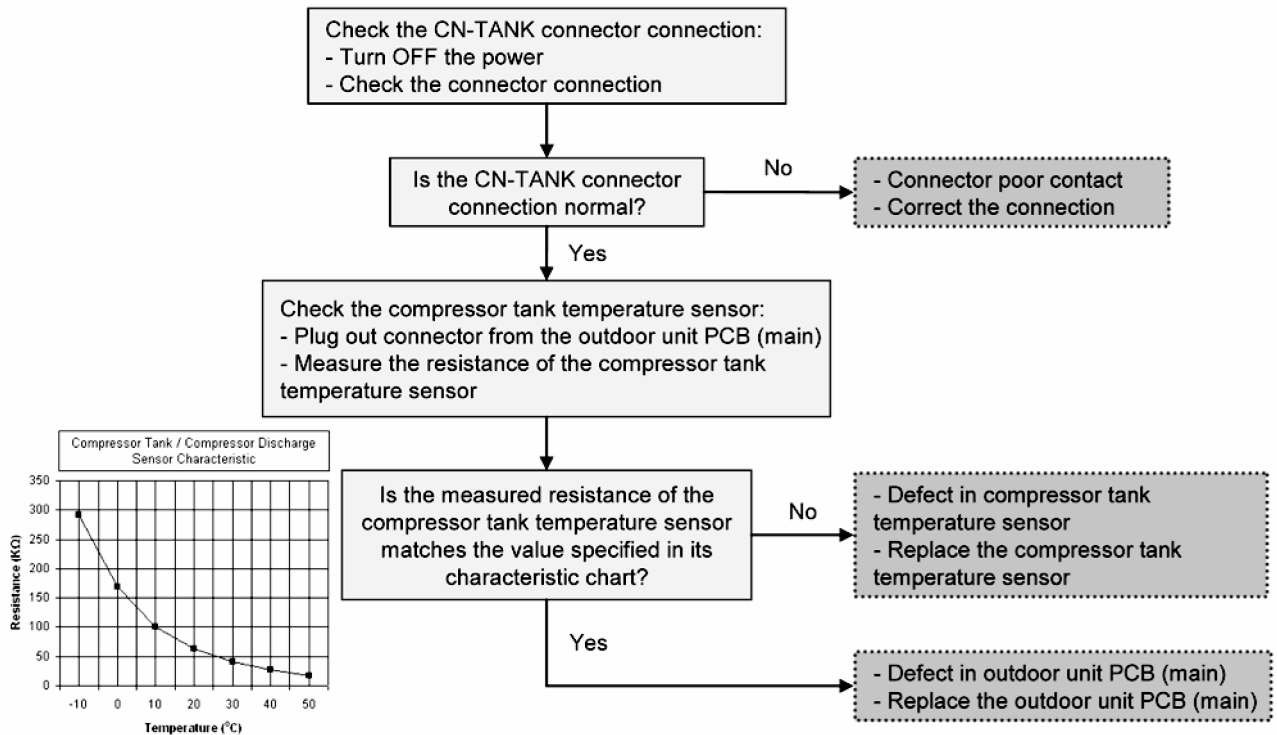 Check the CN-TANK connector connection:
- Turn OFF the power
- Check the connector connection
Is the CN-TANK connector
connection normal?
No
- Connector poor contact
- Correct the connection
Yes
Check the compressor tank temperature sensor:
- Plug out connector from the outdoor unit PCB (main)
- Measure the resistance of the compressor tank
temperature sensor
Compressor Tank / Compressor Discharge
Sensor Characteristic
Resistance (KΩ)
350
300
250
200
150
100
50
0
-10 0 10 20 30 40 50
Temperature (°C)
Is the measured resistance of the
compressor tank temperature sensor
matches the value specified in its
characteristic chart?
No
- Defect in compressor tank
temperature sensor
- Replace the compressor tank
temperature sensor
Yes
- Defect in outdoor unit PCB (main)
- Replace the outdoor unit PCB (main)